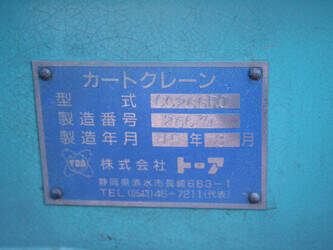 カートクレーン
型式
製造番号
製造年月 年 月
TOA 株式会社 トーア
静岡県清水市長崎683-1
TEL(0543)46-7211(代表)